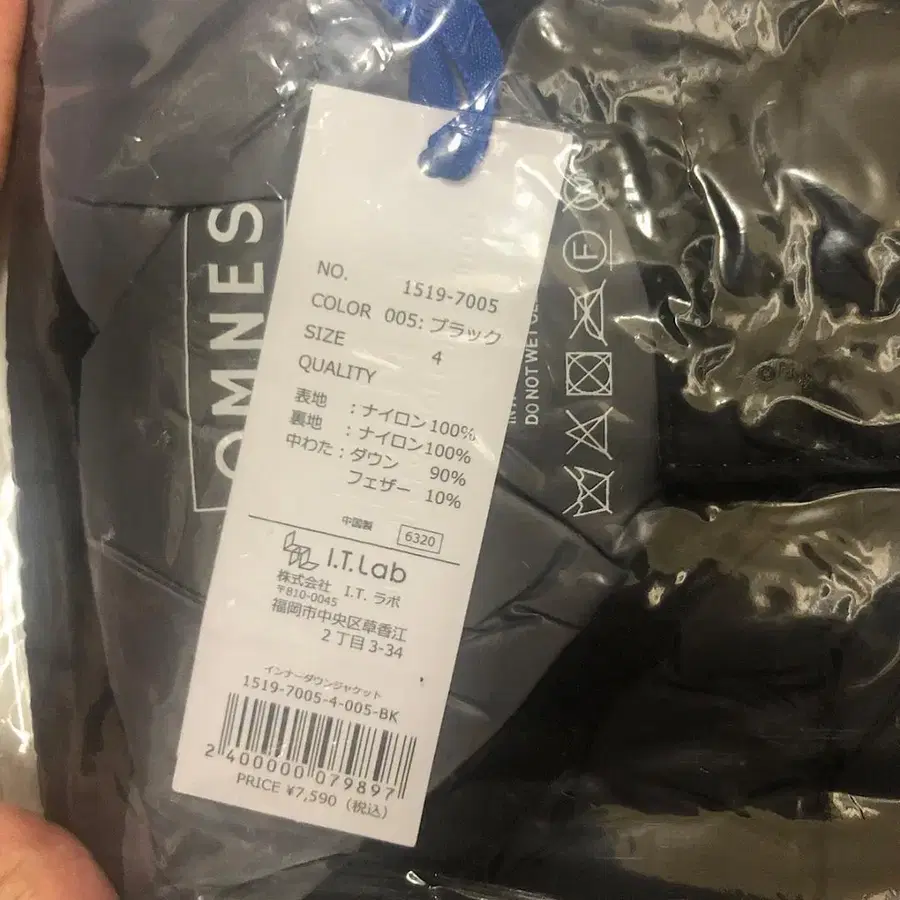 OMNES
NO. 1519-7005
COLOR 005: ブラック
SIZE 4
QUALITY
表地 : ナイロン100%
裏地 : ナイロン100%
中わた : ダウン 90%
フェザー 10%
中国製 6320
I.T.Lab
株式会社 I.T. ラボ
〒810-0045
福岡市中央区草香江
2丁目3-34
インナーダウンジャケット
1519-7005-4-005-BK
2 400000 079897
PRICE ¥7,590 (税込)
F
DO NOT WET